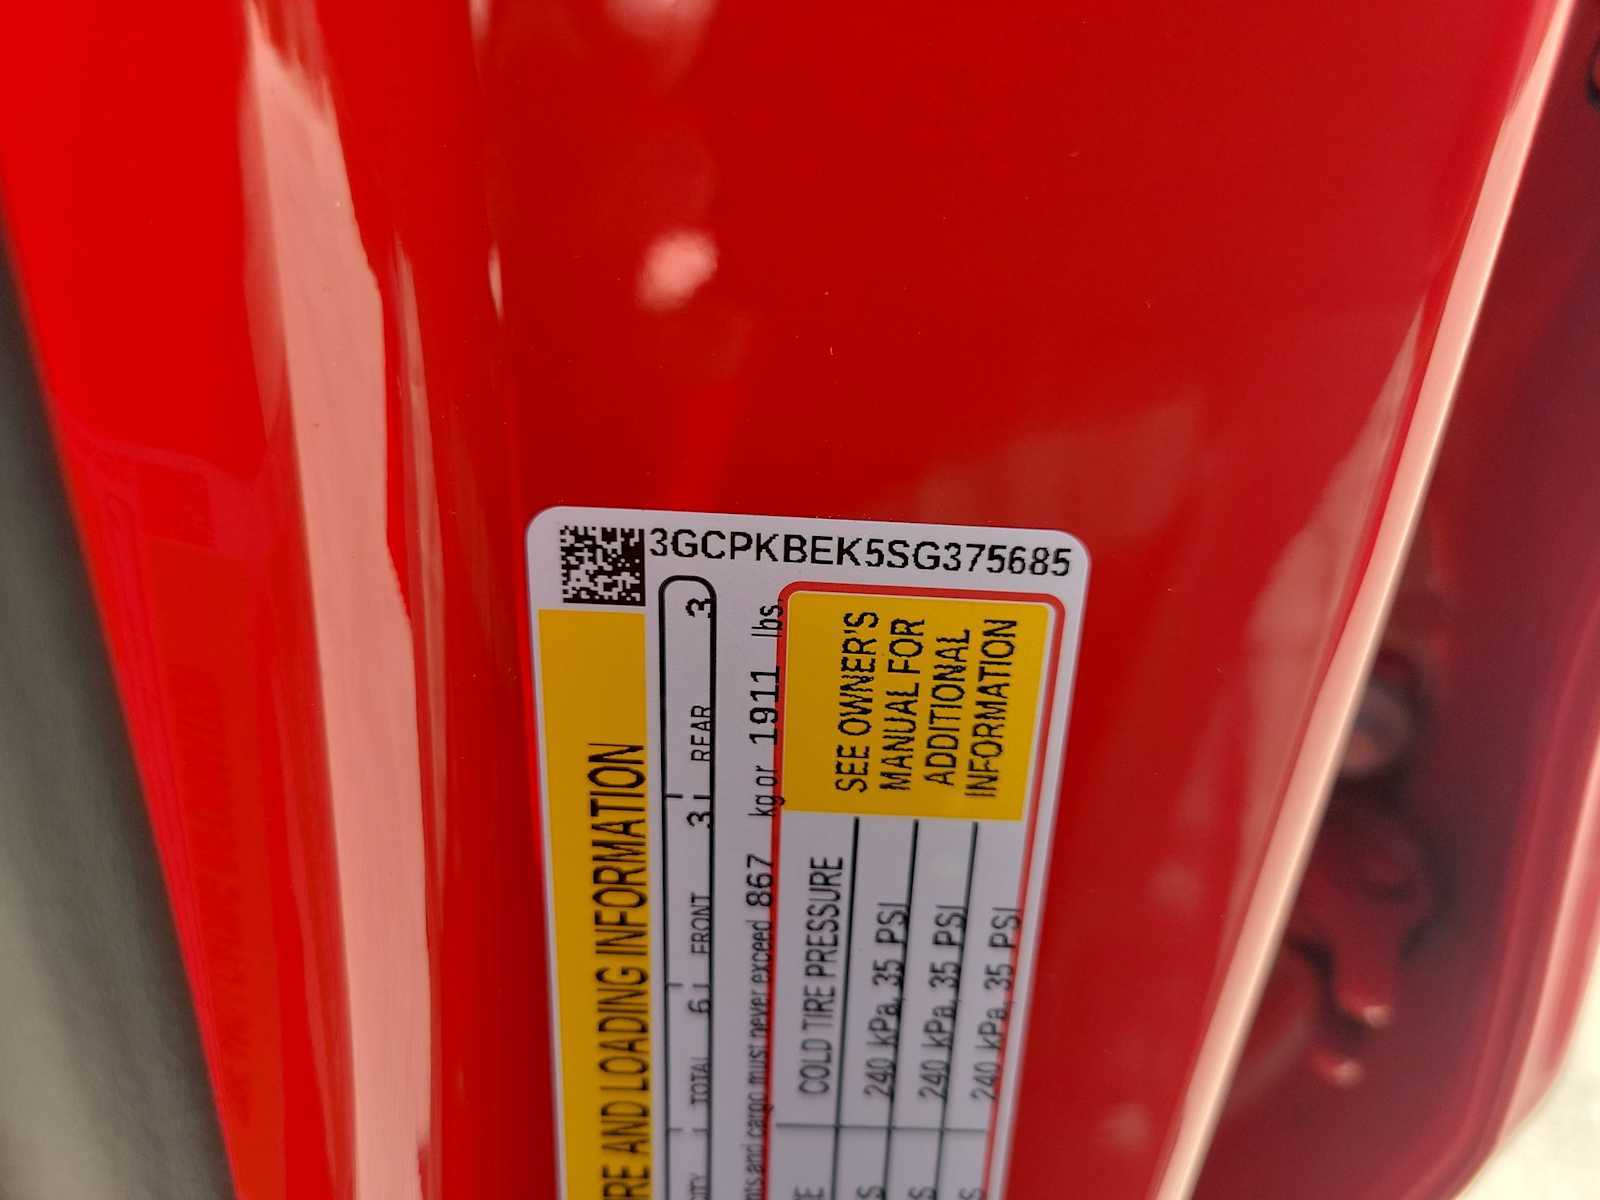 3GCPKBEK5SG375685
RE AND LOADING INFORMATION
TOTAL 6 FRONT 3 REAR 3
and cargo must never exceed 867 kg or 1911 lbs.
COLD TIRE PRESSURE
240 kPa, 35 PSI
240 kPa, 35 PSI
240 kPa, 35 PSI
SEE OWNER'S
MANUAL FOR
ADDITIONAL
INFORMATION